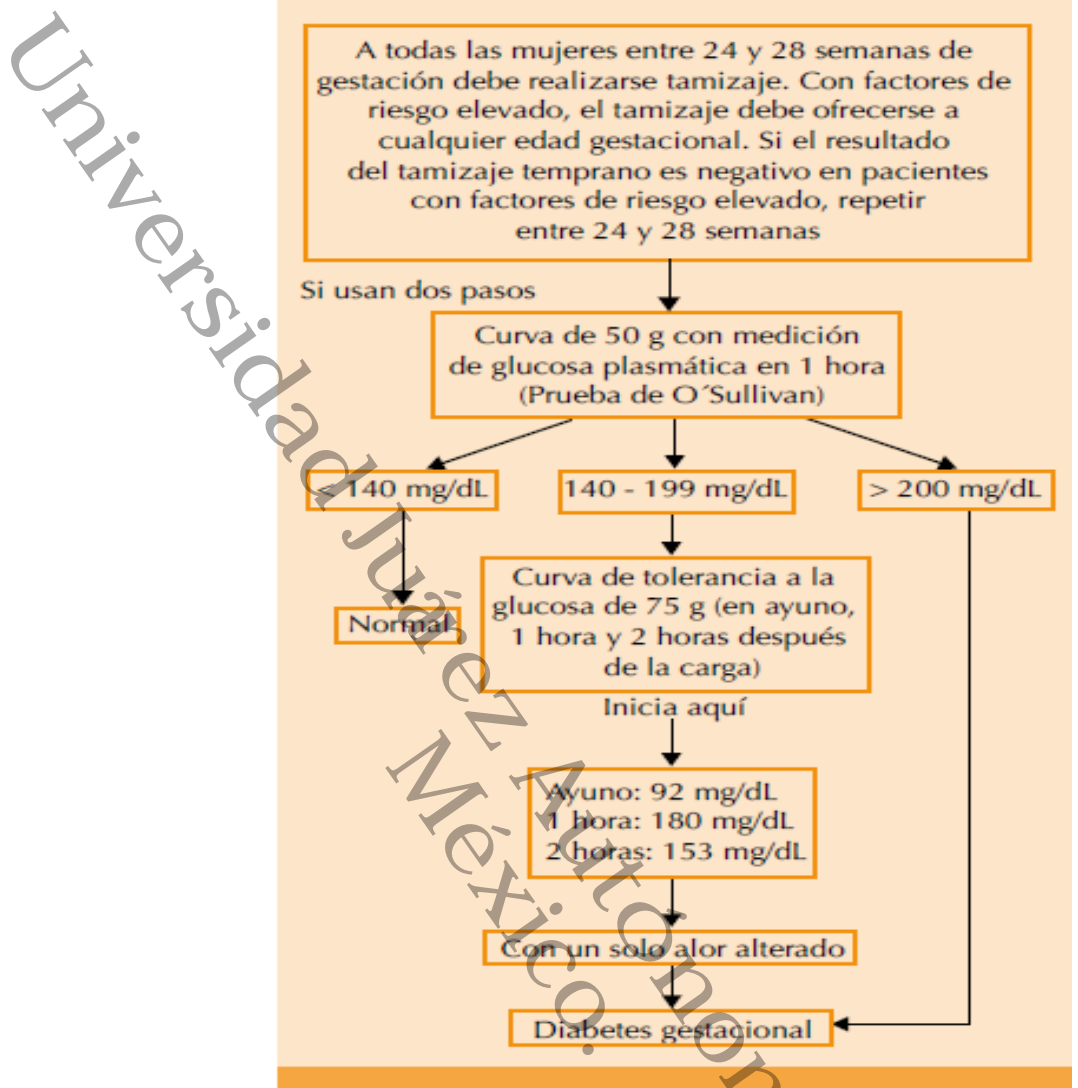 A todas las mujeres entre 24 y 28 semanas de
gestación debe realizarse tamizaje. Con factores de
riesgo elevado, el tamizaje debe ofrecerse a
cualquier edad gestacional. Si el resultado
del tamizaje temprano es negativo en pacientes
con factores de riesgo elevado, repetir
entre 24 y 28 semanas
Si usan dos pasos
Curva de 50 g con medición
de glucosa plasmática en 1 hora
(Prueba de O´Sullivan)
< 140 mg/dL
140 - 199 mg/dL
> 200 mg/dL
Normal
Curva de tolerancia a la
glucosa de 75 g (en ayuno,
1 hora y 2 horas después
de la carga)
Inicia aquí
Ayuno: 92 mg/dL
1 hora: 180 mg/dL
2 horas: 153 mg/dL
Con un solo alor alterado
Diabetes gestacional
Universidad Juárez Autónom
México.